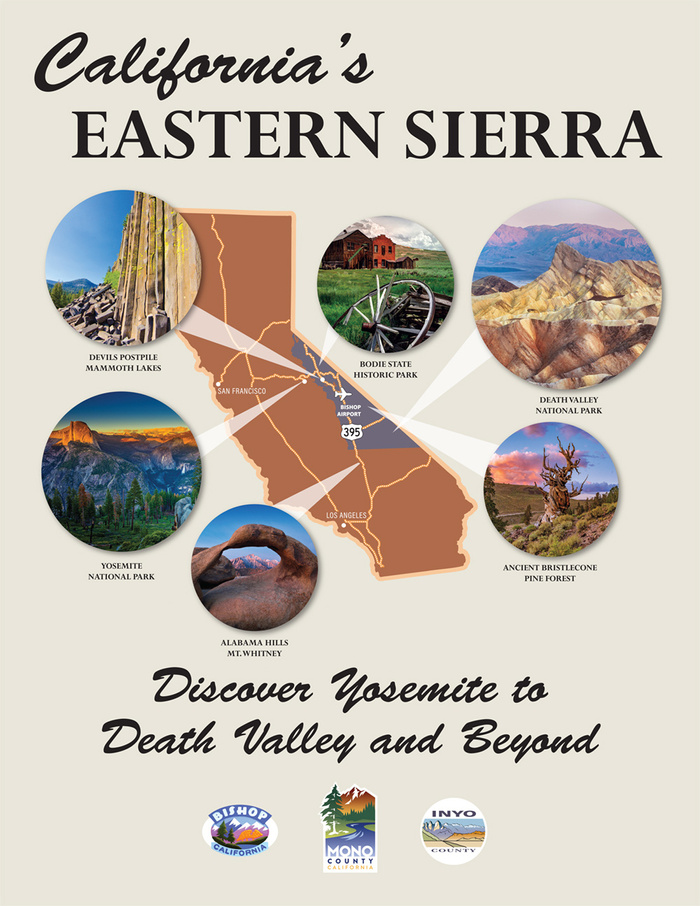 California's
EASTERN SIERRA
DEVILS POSTPILE
MAMMOTH LAKES
BODIE STATE
HISTORIC PARK
DEATH VALLEY
NATIONAL PARK
SAN FRANCISCO
BISHOP
AIRPORT
395
LOS ANGELES
YOSEMITE
NATIONAL PARK
ANCIENT BRISTLECONE
PINE FOREST
ALABAMA HILLS
MT. WHITNEY
Discover Yosemite to
Death Valley and Beyond
BISHOP
CALIFORNIA
MONO
COUNTY
CALIFORNIA
INYO
COUNTY